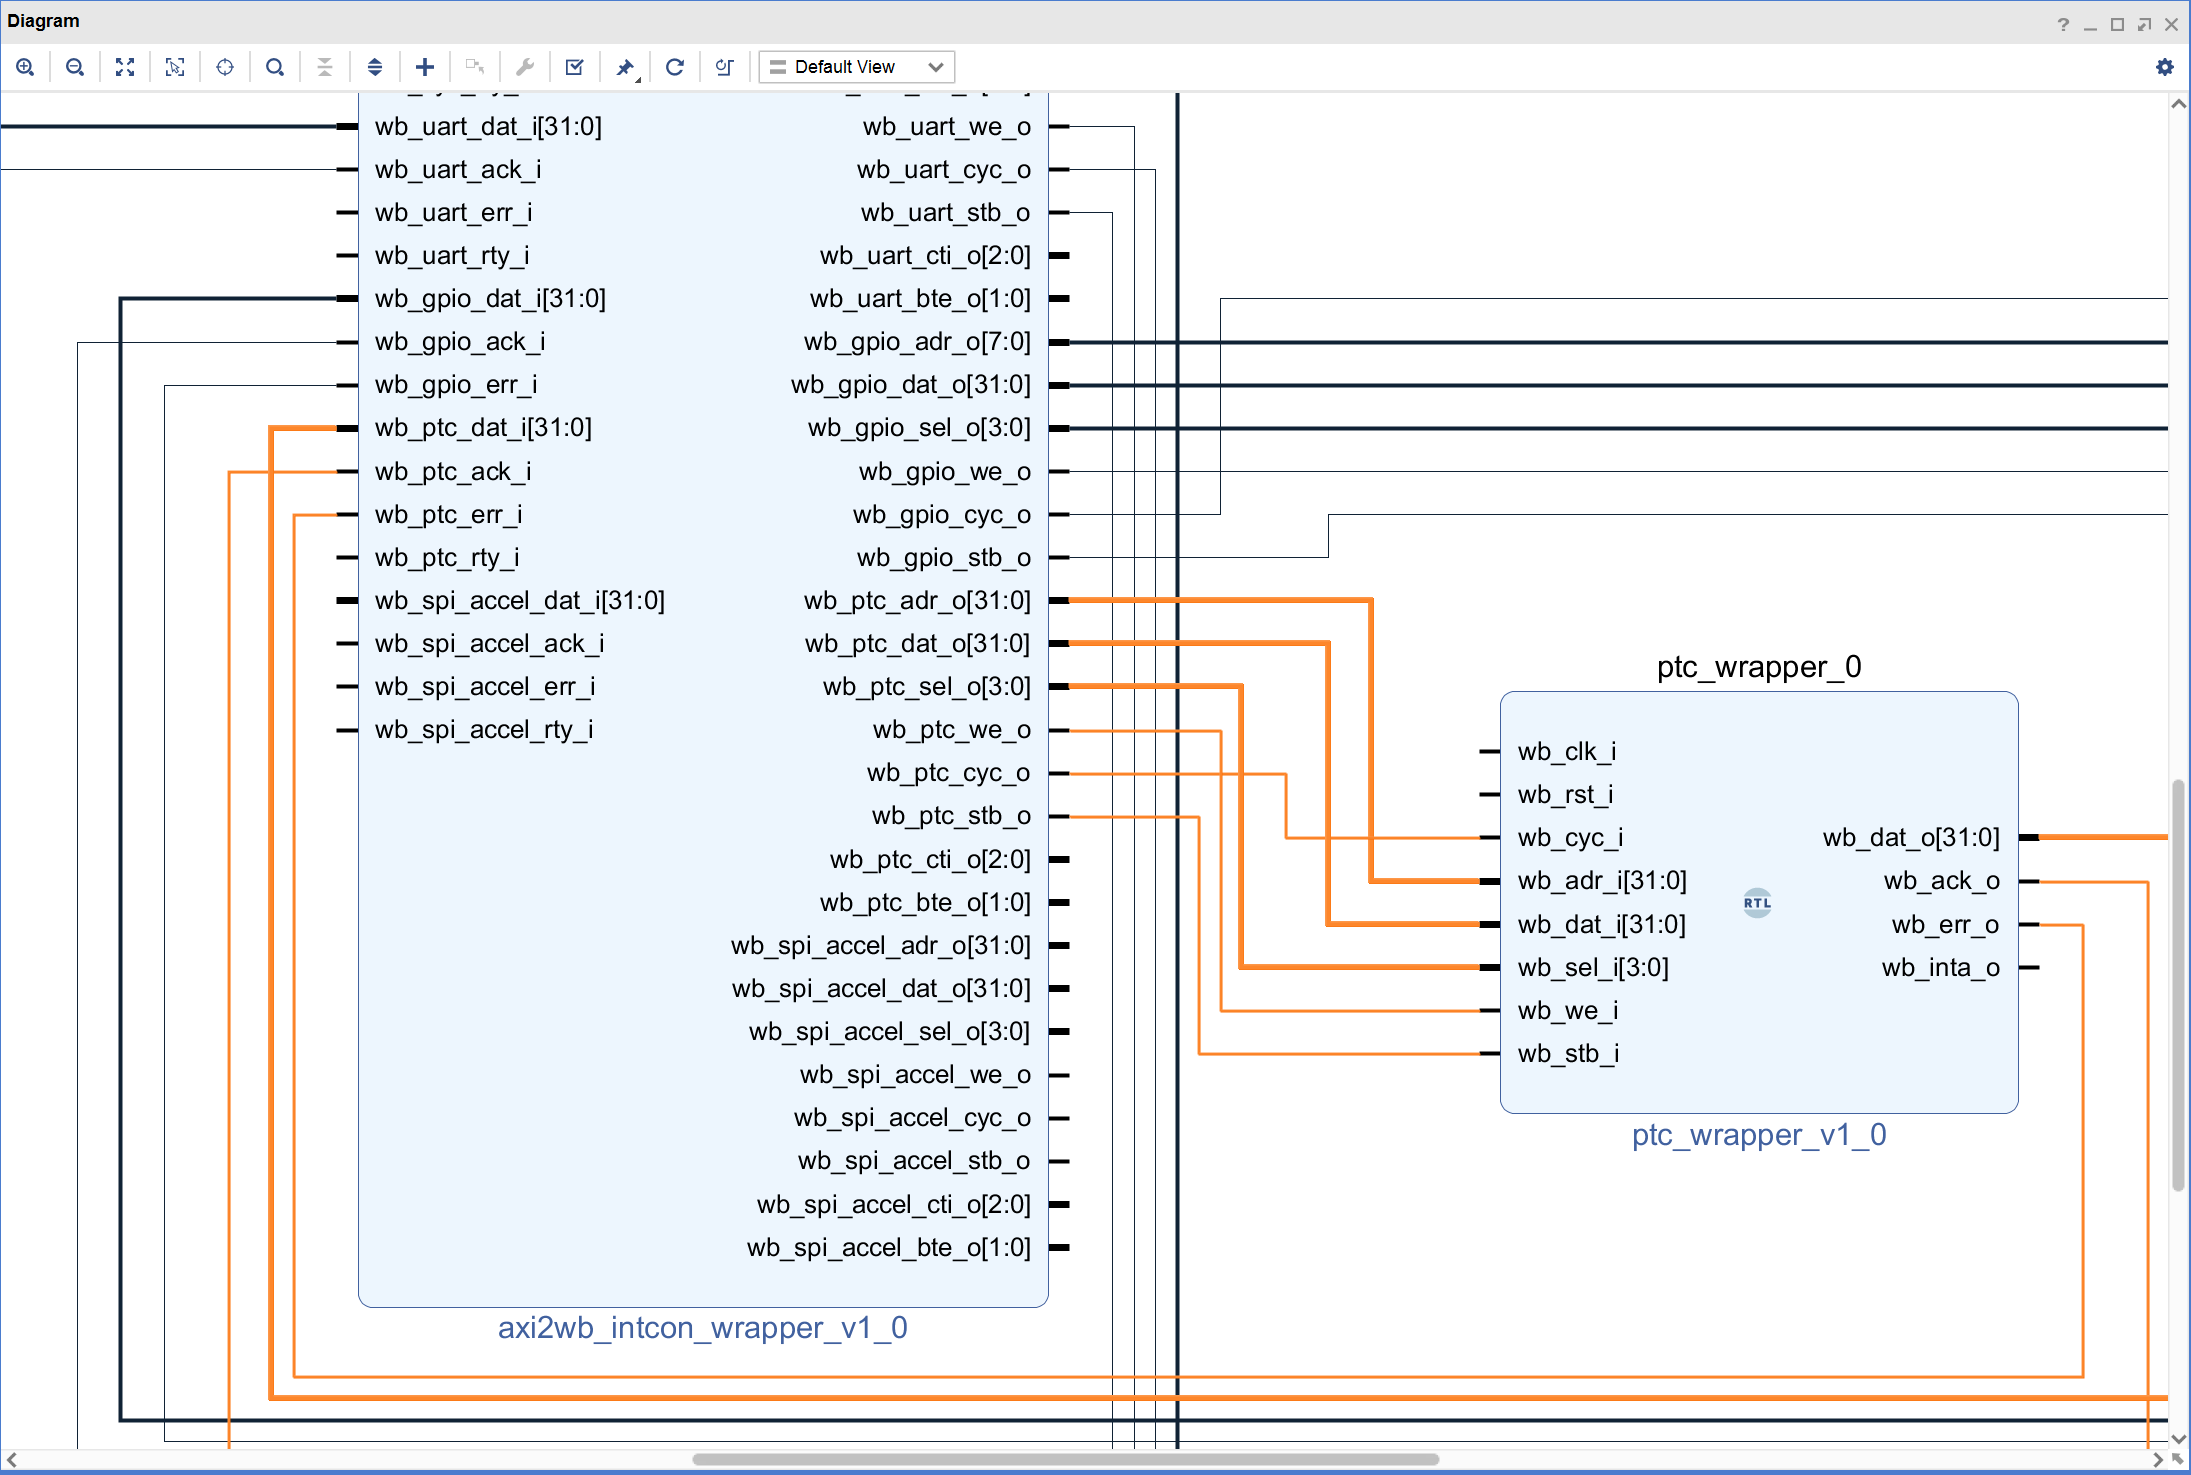 Diagram
?
Default View
wb_uart_dat_i[31:0]
wb_uart_ack_i
wb_uart_err_i
wb_uart_rty_i
wb_gpio_dat_i[31:0]
wb_gpio_ack_i
wb_gpio_err_i
wb_ptc_dat_i[31:0]
wb_ptc_ack_i
wb_ptc_err_i
wb_ptc_rty_i
wb_spi_accel_dat_i[31:0]
wb_spi_accel_ack_i
wb_spi_accel_err_i
wb_spi_accel_rty_i
wb_uart_we_o
wb_uart_cyc_o
wb_uart_stb_o
wb_uart_cti_o[2:0]
wb_uart_bte_o[1:0]
wb_gpio_adr_o[7:0]
wb_gpio_dat_o[31:0]
wb_gpio_sel_o[3:0]
wb_gpio_we_o
wb_gpio_cyc_o
wb_gpio_stb_o
wb_ptc_adr_o[31:0]
wb_ptc_dat_o[31:0]
wb_ptc_sel_o[3:0]
wb_ptc_we_o
wb_ptc_cyc_o
wb_ptc_stb_o
wb_ptc_cti_o[2:0]
wb_ptc_bte_o[1:0]
wb_spi_accel_adr_o[31:0]
wb_spi_accel_dat_o[31:0]
wb_spi_accel_sel_o[3:0]
wb_spi_accel_we_o
wb_spi_accel_cyc_o
wb_spi_accel_stb_o
wb_spi_accel_cti_o[2:0]
wb_spi_accel_bte_o[1:0]
axi2wb_intcon_wrapper_v1_0
ptc_wrapper_0
wb_clk_i
wb_rst_i
wb_cyc_i
wb_adr_i[31:0]
wb_dat_i[31:0]
wb_sel_i[3:0]
wb_we_i
wb_stb_i
RTL
wb_dat_o[31:0]
wb_ack_o
wb_err_o
wb_inta_o
ptc_wrapper_v1_0